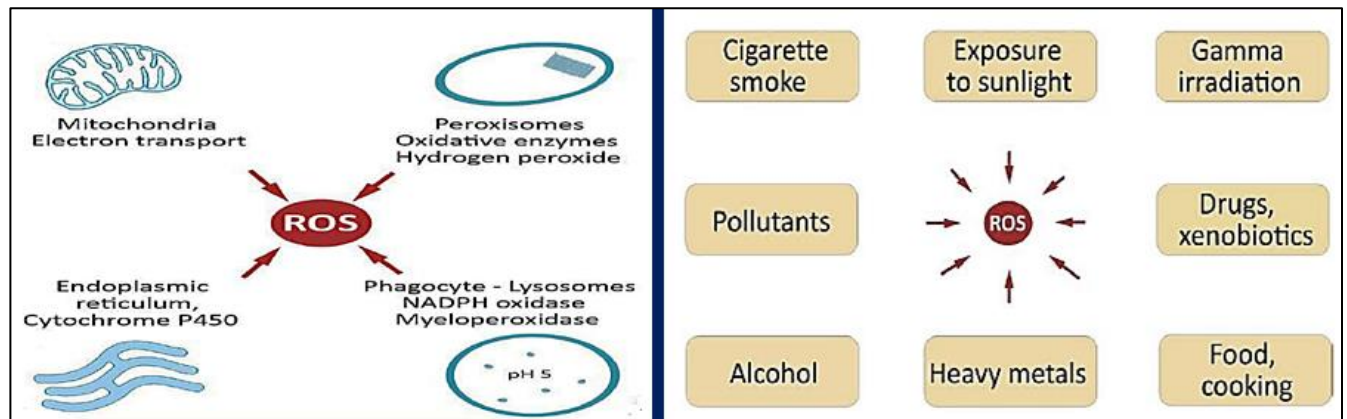 Mitochondria
Electron transport
Peroxisomes
Oxidative enzymes
Hydrogen peroxide
ROS
Endoplasmic
reticulum,
Cytochrome P450
Phagocyte - Lysosomes
NADPH oxidase
Myeloperoxidase
pH 5
Cigarette
smoke
Exposure
to sunlight
Gamma
irradiation
Pollutants
ROS
Drugs,
xenobiotics
Alcohol
Heavy metals
Food,
cooking